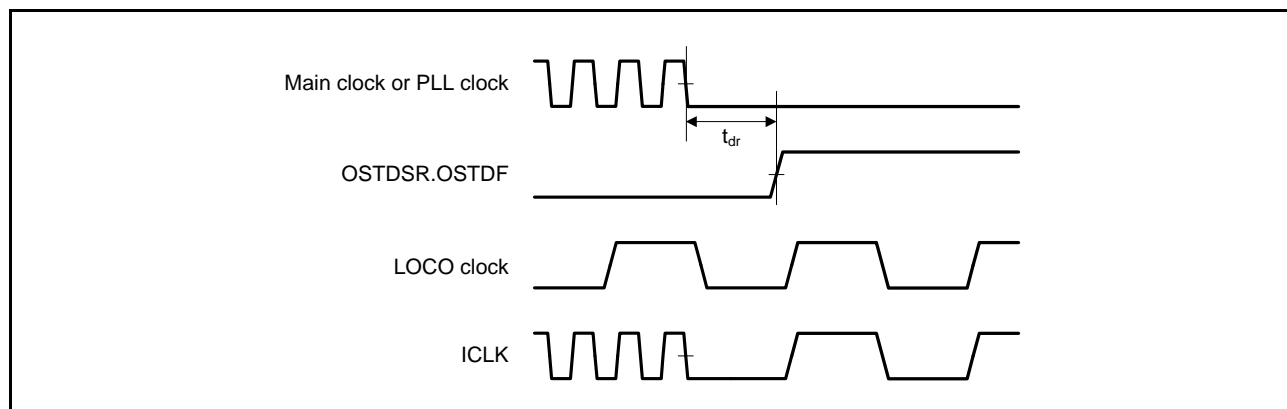 Main clock or PLL clock
tdr
OSTDSR.OSTDF
LOCO clock
ICLK